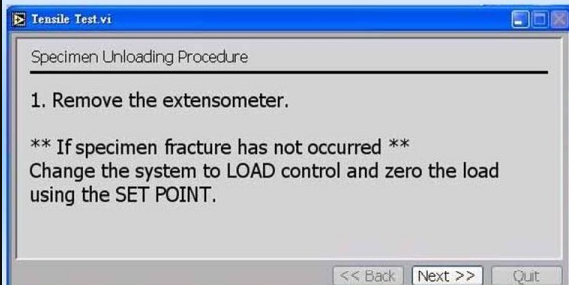 Tensile Test.vi
Specimen Unloading Procedure
1. Remove the extensometer.
** If specimen fracture has not occurred **
Change the system to LOAD control and zero the load
using the SET POINT.
<< Back Next >> Quit